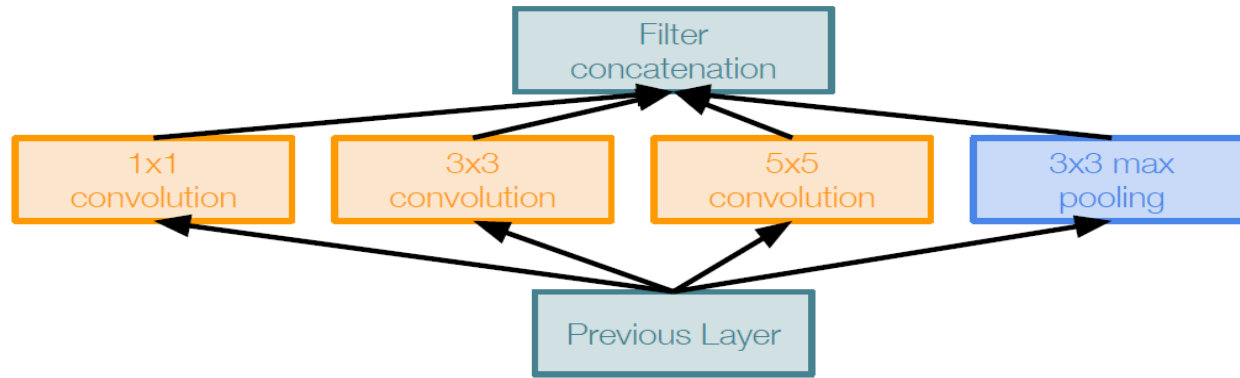 Filter
concatenation
1x1
convolution
3x3
convolution
5x5
convolution
3x3 max
pooling
Previous Layer